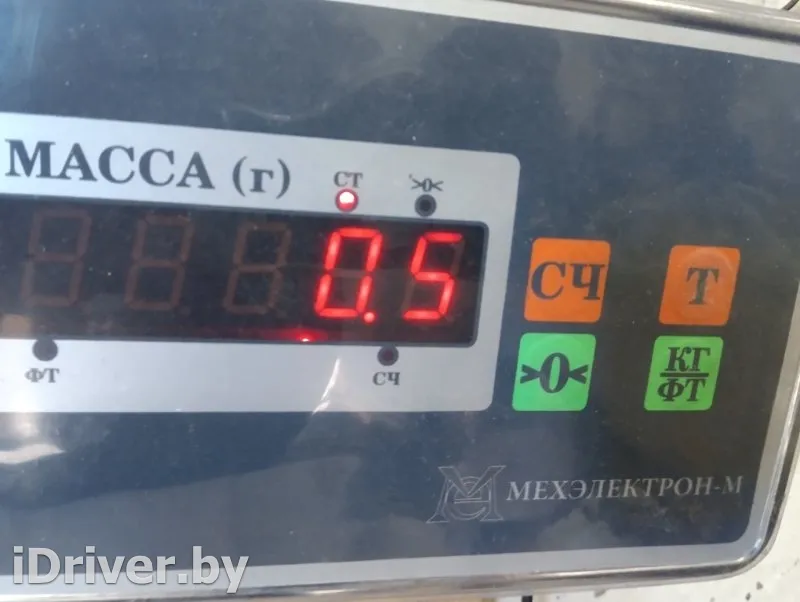 МАССА (г)
СТ
>0<
0.5
ФТ
СЧ
СЧ
Т
>0<
КГ
ФТ
МЕХЭЛЕКТРОН-М
iDriver.by